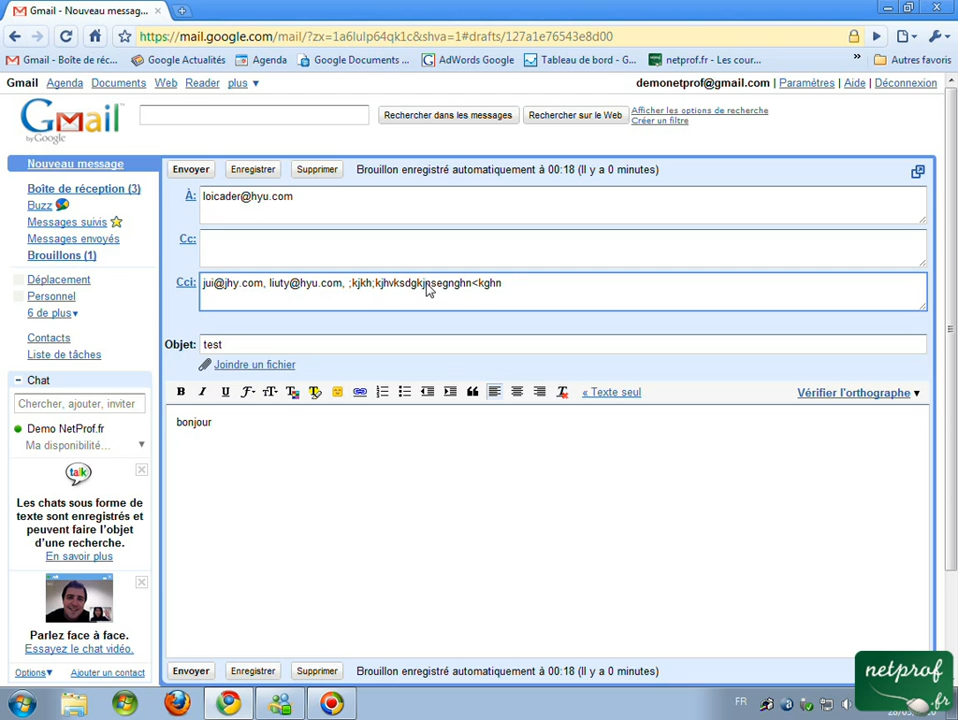 Gmail - Nouveau messag...
https://mail.google.com/mail/?zx=1a6lulp64qk1c&shva=1#drafts/127a1e76543e8d00
Gmail - Boîte de réc... Google Actualités Agenda Google Documents ... AdWords Google Tableau de bord - G... netprof.fr - Les cour... » Autres favoris
Gmail Agenda Documents Web Reader plus ▼ demonetprof@gmail.com | Paramètres | Aide | Déconnexion
Gmail by Google Rechercher dans les messages Rechercher sur le Web Afficher les options de recherche
Créer un filtre
Nouveau message
Boîte de réception (3)
Buzz
Messages suivis
Messages envoyés
Brouillons (1)
Déplacement
Personnel
6 de plus▼
Contacts
Liste de tâches
Chat
Chercher, ajouter, inviter
Demo NetProf.fr
Ma disponibilité...
talk
Les chats sous forme de
texte sont enregistrés et
peuvent faire l'objet
d'une recherche.
En savoir plus
Parlez face à face.
Essayez le chat vidéo.
Options▼ Ajouter un contact
Envoyer Enregistrer Supprimer Brouillon enregistré automatiquement à 00:18 (Il y a 0 minutes)
À: loicader@hyu.com
Cc:
Cci: jui@jhy.com, liuty@hyu.com, ;kjkh;kjhvksdgkjnsegnghn<kghn
Objet: test
Joindre un fichier
B I U « Texte seul Vérifier l'orthographe ▼
bonjour
Envoyer Enregistrer Supprimer Brouillon enregistré automatiquement à 00:18 (Il y a 0 minutes)
FR
netprof
.fr